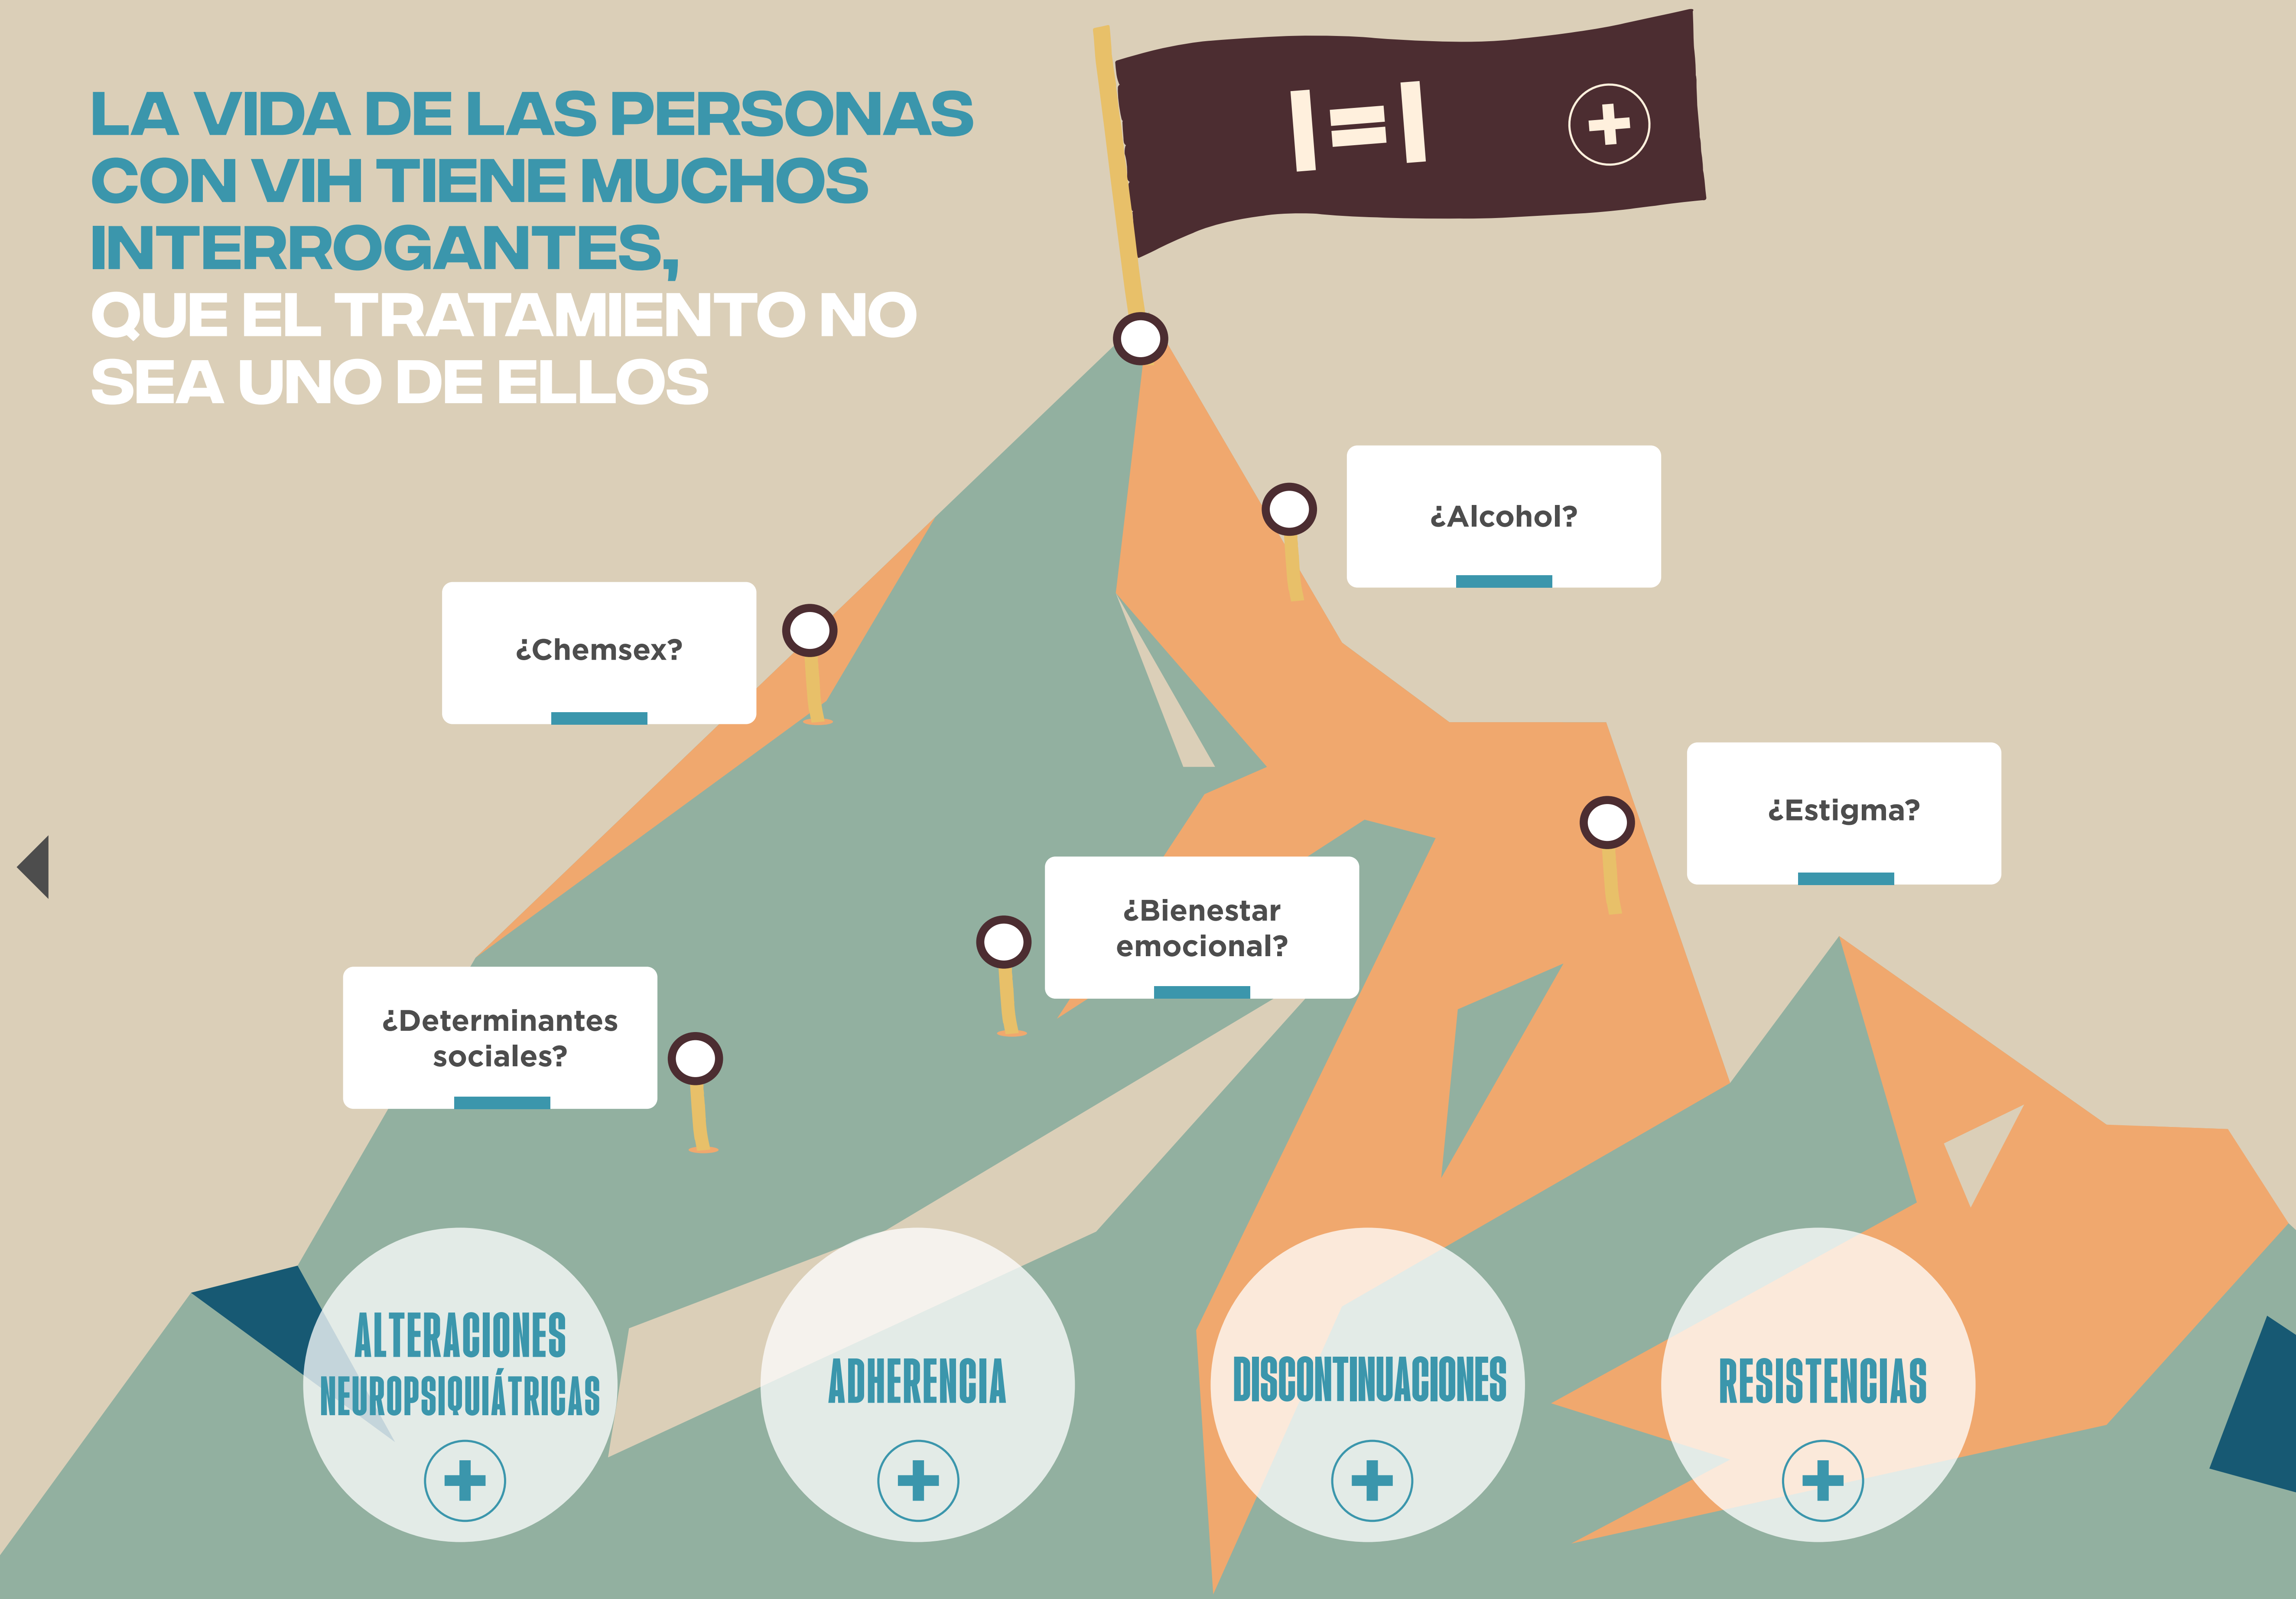 LA VIDA DE LAS PERSONAS
CON VIH TIENE MUCHOS
INTERROGANTES,
QUE EL TRATAMIENTO NO
SEA UNO DE ELLOS
I=I
¿Alcohol?
¿Chemsex?
¿Estigma?
¿Bienestar
emocional?
¿Determinantes
sociales?
ALTERACIONES
NEUROPSIQUIÁTRICAS
ADHERENCIA
DISCONTINUACIONES
RESISTENCIAS